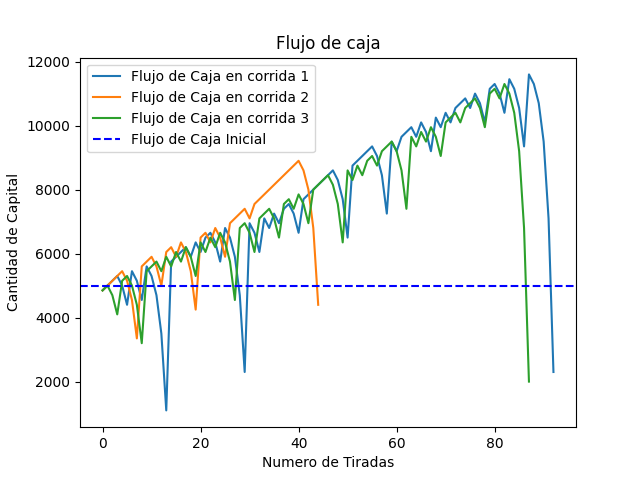 Flujo de caja
12000
10000
8000
6000
4000
2000
Cantidad de Capital
Flujo de Caja en corrida 1
Flujo de Caja en corrida 2
Flujo de Caja en corrida 3
Flujo de Caja Inicial
0 20 40 60 80
Numero de Tiradas